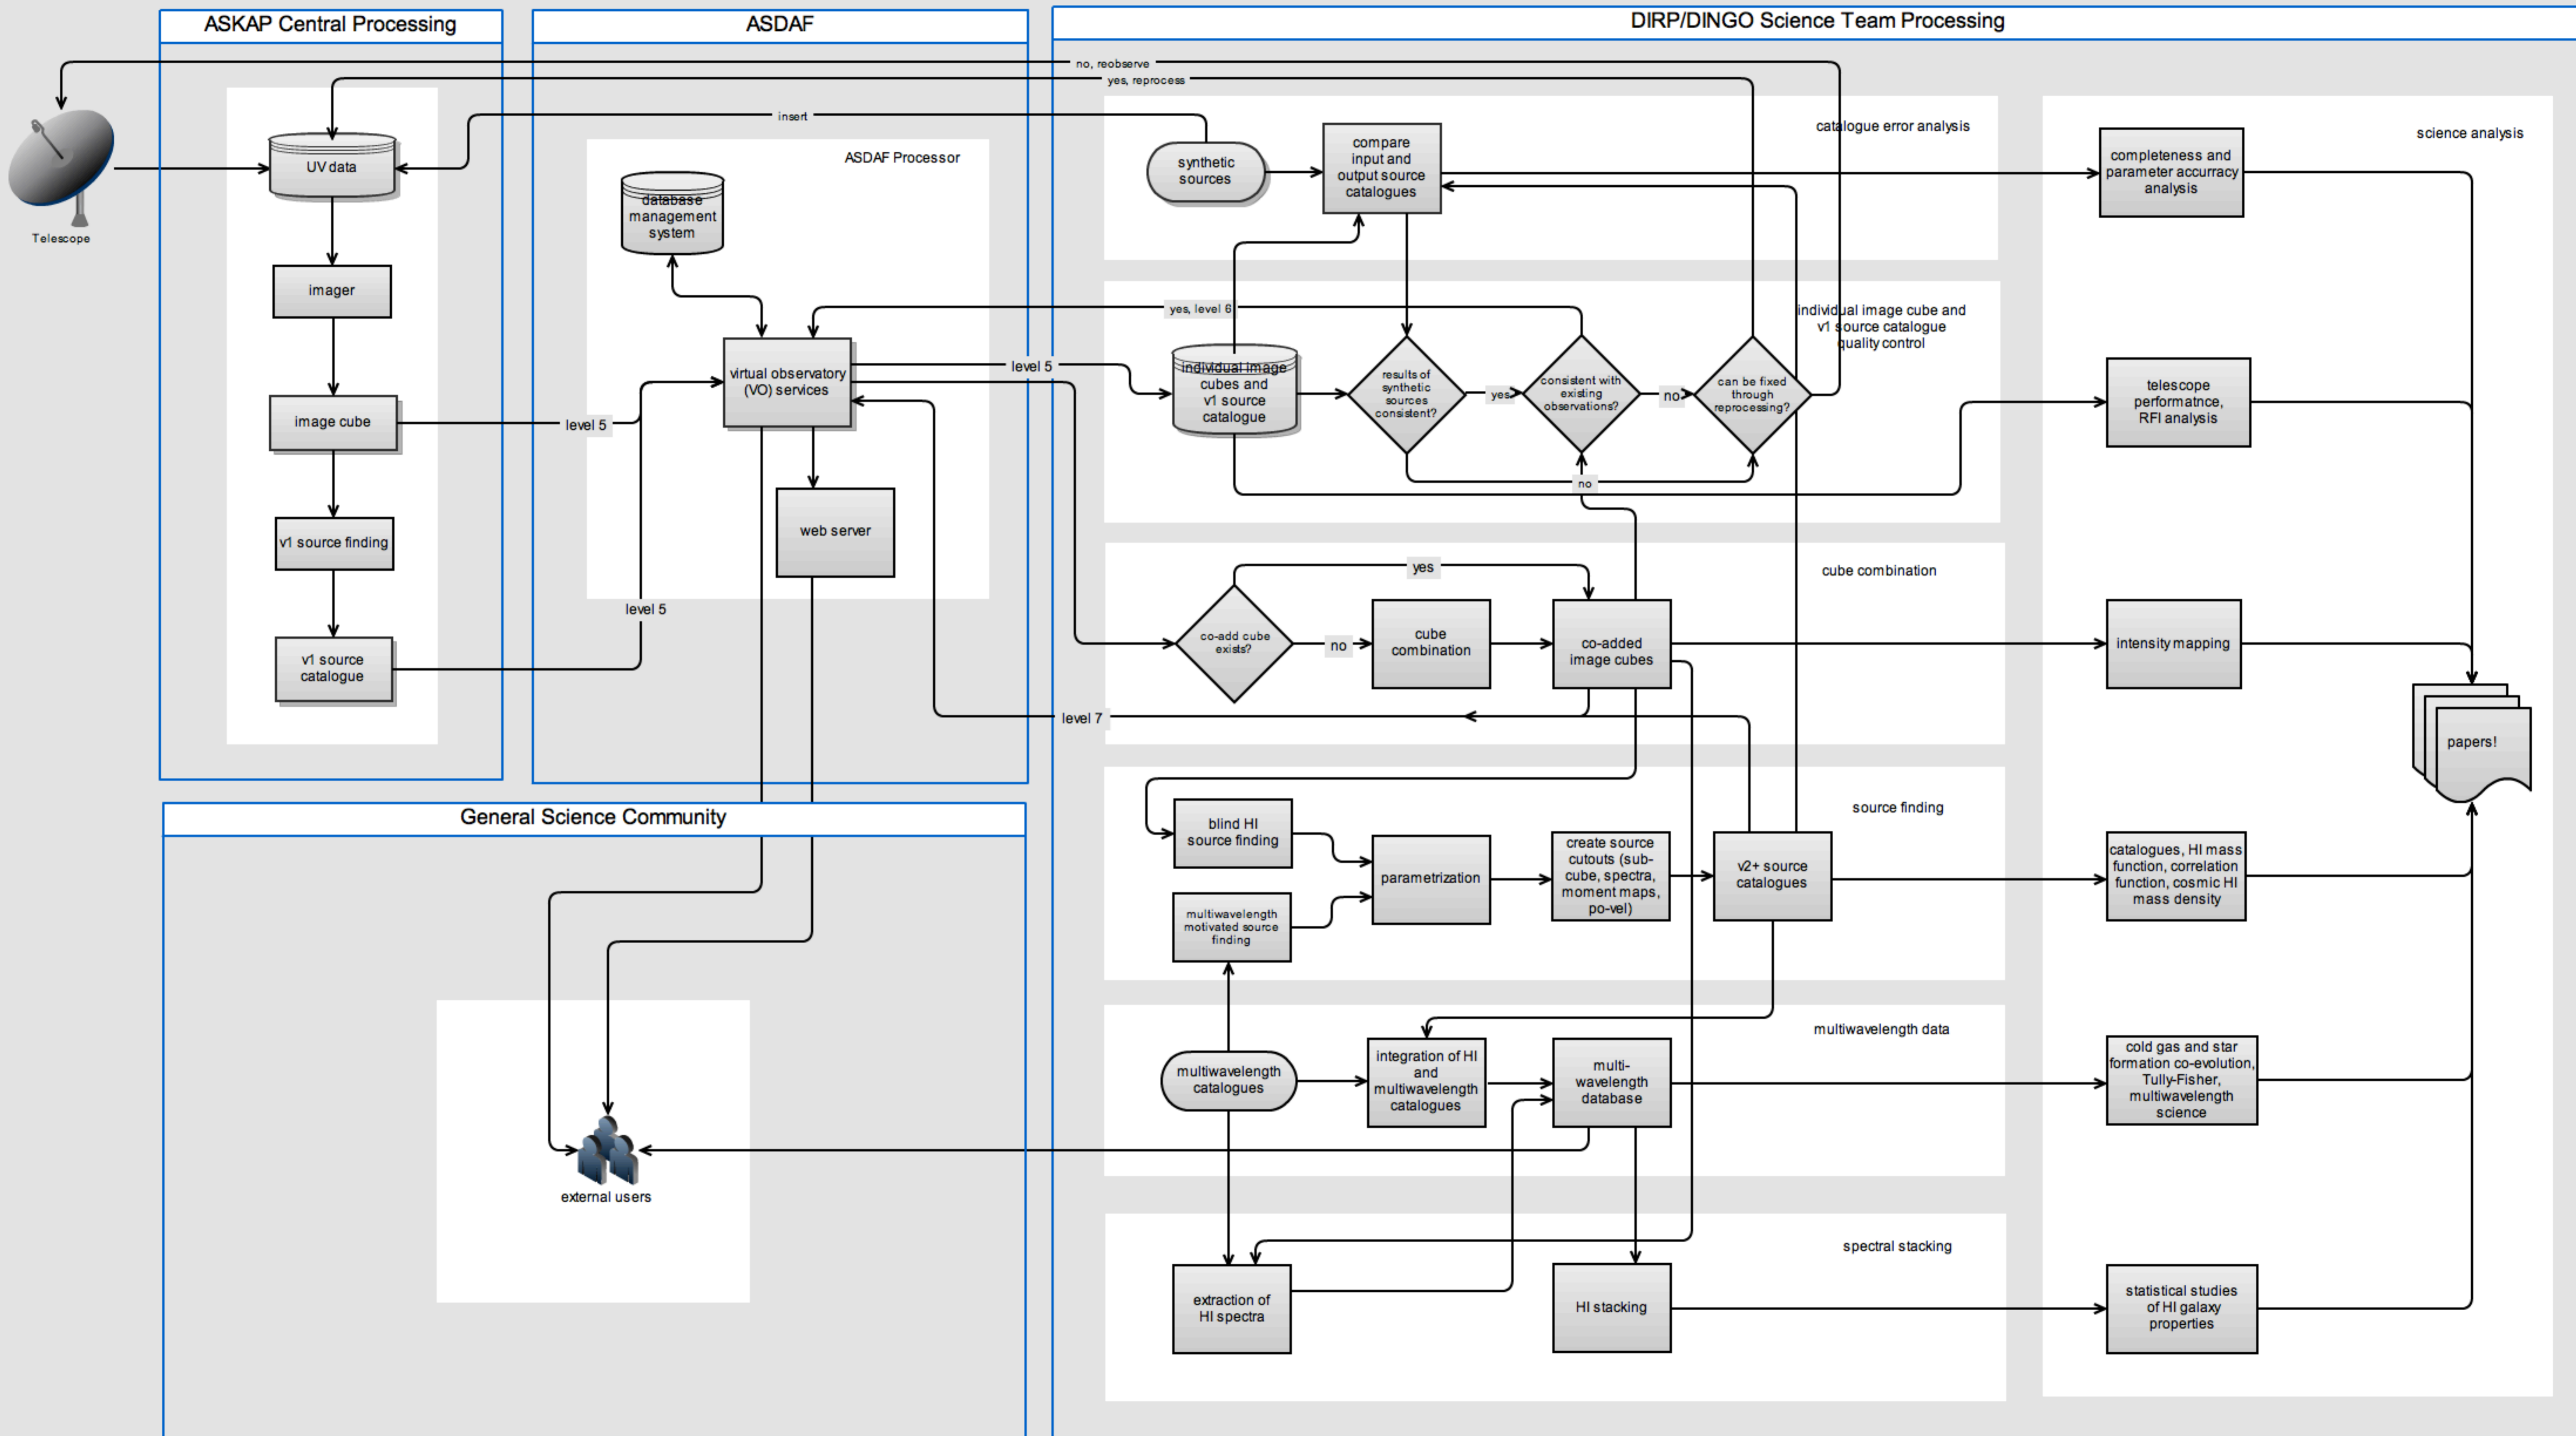 ASKAP Central Processing
ASDAF
DIRP/DINGO Science Team Processing
no, reobserve
yes, reprocess
insert
Telescope
UV data
imager
image cube
v1 source finding
v1 source
catalogue
level 5
level 5
ASDAF Processor
database
management
system
virtual observatory
(VO) services
web server
level 5
yes, level 6
level 7
catalogue error analysis
synthetic
sources
compare
input and
output source
catalogues
individual image cube and
v1 source catalogue
quality control
individual image
cubes and
v1 source
catalogue
results of
synthetic
sources
consistent?
yes
consistent with
existing
observations?
no
can be fixed
through
reprocessing?
no
cube combination
co-add cube
exists?
yes
no
cube
combination
co-added
image cubes
source finding
blind HI
source finding
multiwavelength
motivated source
finding
parametrization
create source
cutouts (sub-
cube, spectra,
moment maps,
po-vel)
v2+ source
catalogues
multiwavelength data
multiwavelength
catalogues
integration of HI
and
multiwavelength
catalogues
multi-
wavelength
database
spectral stacking
extraction of
HI spectra
HI stacking
science analysis
completeness and
parameter accurracy
analysis
telescope
performatnce,
RFI analysis
intensity mapping
catalogues, HI mass
function, correlation
function, cosmic HI
mass density
cold gas and star
formation co-evolution,
Tully-Fisher,
multiwavelength
science
statistical studies
of HI galaxy
properties
papers!
General Science Community
external users